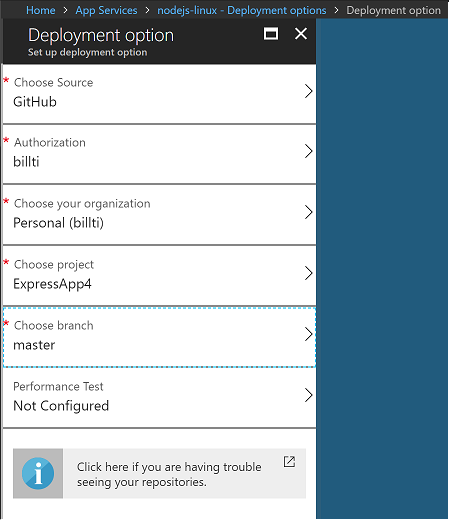 Home > App Services > nodejs-linux - Deployment options > Deployment option
Deployment option
Set up deployment option
* Choose Source
GitHub
* Authorization
billti
* Choose your organization
Personal (billti)
* Choose project
ExpressApp4
* Choose branch
master
Performance Test
Not Configured
Click here if you are having trouble
seeing your repositories.